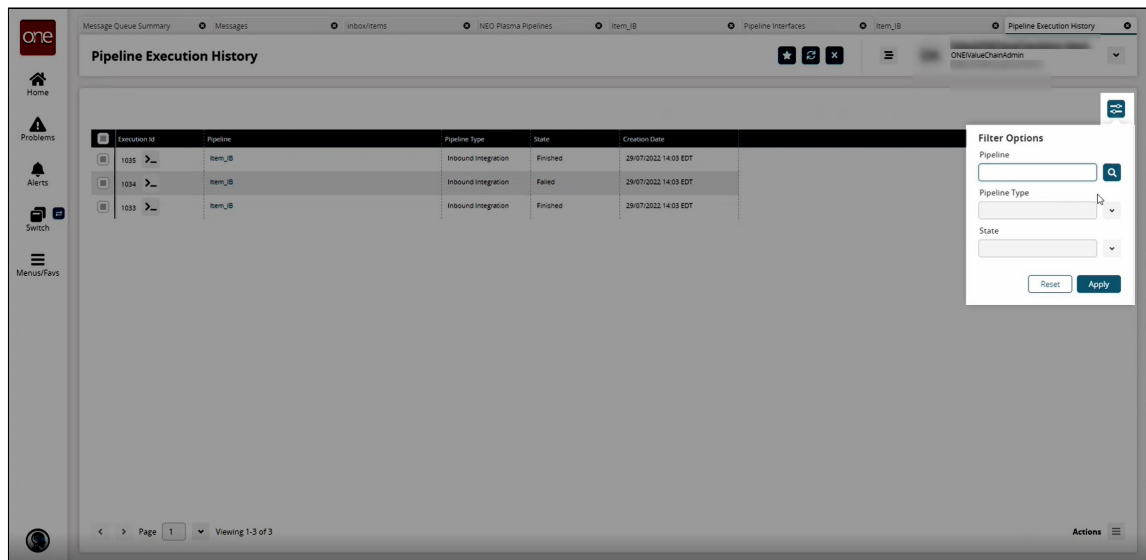 one
Message Queue Summary
Messages
inbox/items
NEO Plasma Pipelines
Item_IB
Pipeline Interfaces
Item_IB
Pipeline Execution History
Pipeline Execution History
ONE\ValueChainAdmin
Home
Problems
Alerts
Switch
Menus/Favs
Execution Id Pipeline Pipeline Type State Creation Date
1035 Item_IB Inbound Integration Finished 29/07/2022 14:03 EDT
1034 Item_IB Inbound Integration Failed 29/07/2022 14:03 EDT
1033 Item_IB Inbound Integration Finished 29/07/2022 14:03 EDT
Filter Options
Pipeline
Pipeline Type
State
Reset Apply
Page 1 Viewing 1-3 of 3
Actions